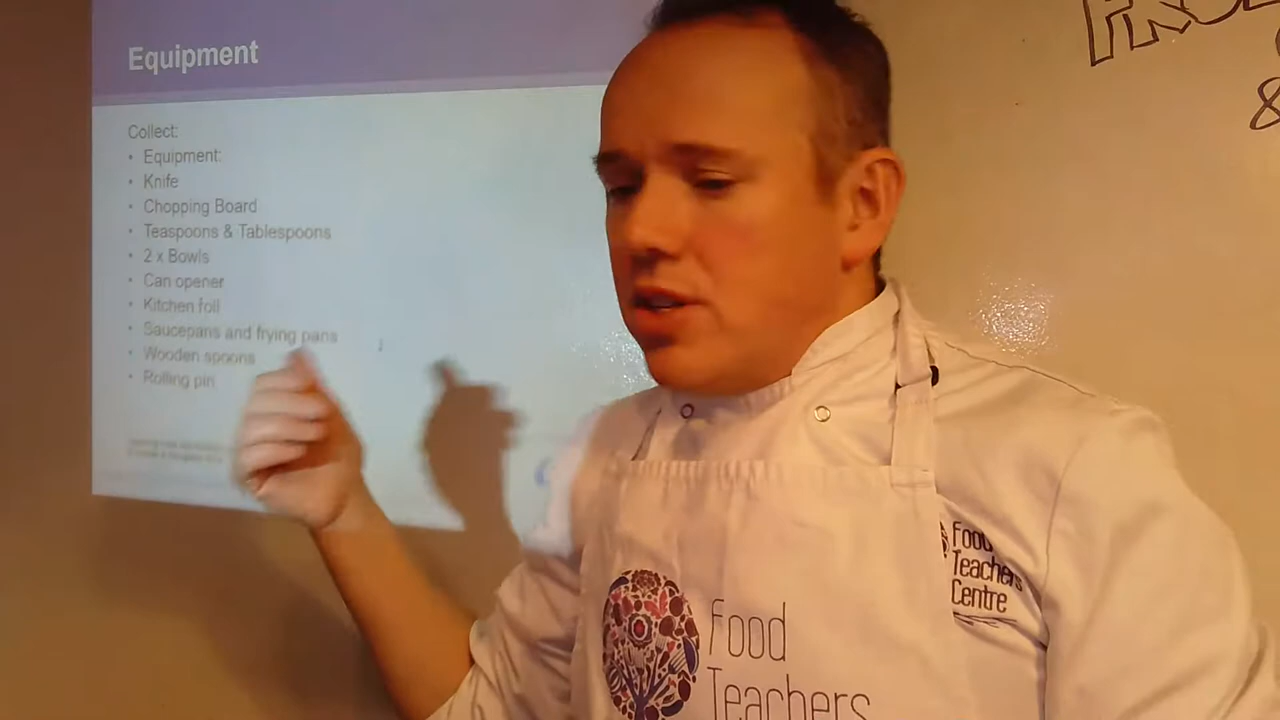 Equipment
Collect:
• Equipment:
• Knife
• Chopping Board
• Teaspoons & Tablespoons
• 2 x Bowls
• Can opener
• Kitchen foil
• Saucepans and frying pans
• Wooden spoons
• Rolling pin
&
Food
Teachers
Centre
Food
Teachers